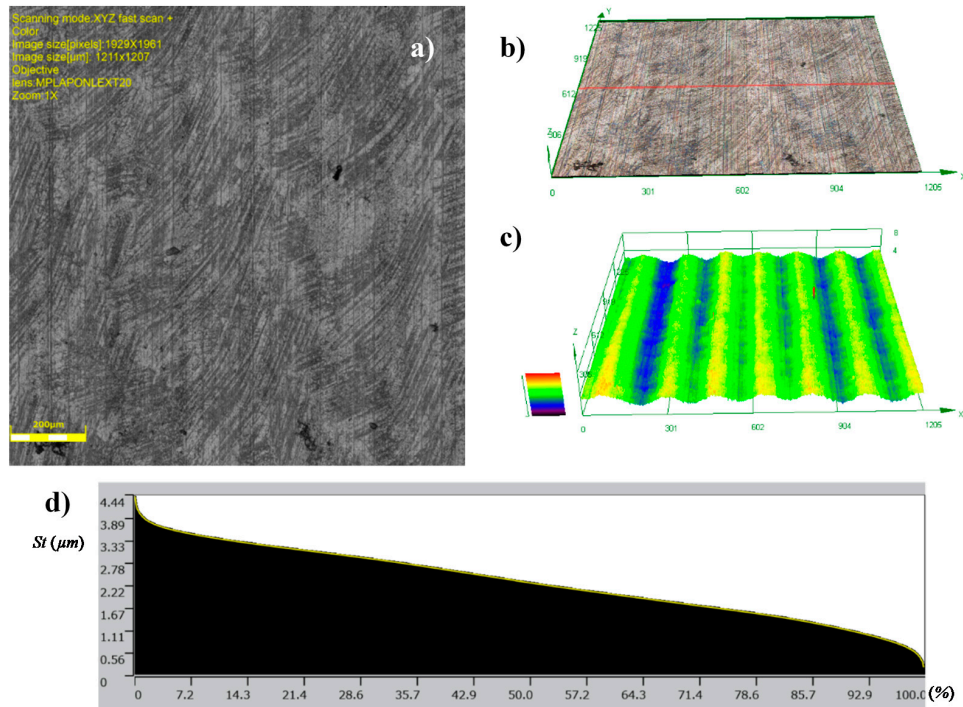 Scanning mode:XYZ fast scan +
Color
Image size[pixels]:1929X1961
Image size[µm]: 1211x1207
Objective
lens:MPLAPONLEXT20
Zoom:1X
a)
200µm
b)
Y
919
612
Z
0 301 602 904 1205 X
c)
8
4
Z
0 301 602 904 1205 X
d)
St (µm)
4.44
3.89
3.33
2.78
2.22
1.67
1.11
0.56
0
0 7.2 14.3 21.4 28.6 35.7 42.9 50.0 57.2 64.3 71.4 78.6 85.7 92.9 100.0 (%)